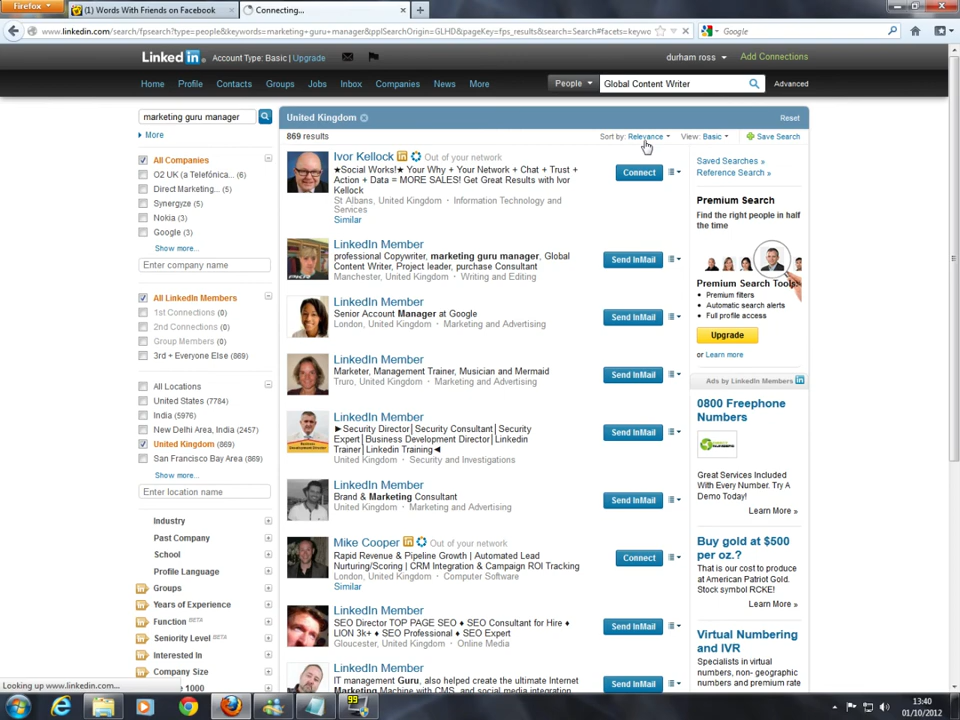 Firefox
(1) Words With Friends on Facebook
Connecting...
www.linkedin.com/search/fpsearch?type=people&keywords=marketing+guru+manager&pplSearchOrigin=GLHD&pageKey=fps_results&search=Search#facets=keywo
Google
Linked in
Account Type: Basic | Upgrade
durham ross
Add Connections
Home Profile Contacts Groups Jobs Inbox Companies News More
People
Global Content Writer
Advanced
marketing guru manager
More
All Companies
O2 UK (a Telefónica... (6)
Direct Marketing... (5)
Synergyze (5)
Nokia (3)
Google (3)
Show more...
Enter company name
All LinkedIn Members
1st Connections (0)
2nd Connections (0)
Group Members (0)
3rd + Everyone Else (869)
All Locations
United States (7784)
India (5976)
New Delhi Area, India (2457)
United Kingdom (869)
San Francisco Bay Area (869)
Show more...
Enter location name
Industry
Past Company
School
Profile Language
Groups
Years of Experience
Function BETA
Seniority Level BETA
Interested In
Company Size
1000
United Kingdom
Reset
869 results
Sort by: Relevance
View: Basic
Save Search
Ivor Kellock in Out of your network
★Social Works!★ Your Why + Your Network + Chat + Trust +
Action + Data = MORE SALES! Get Great Results with Ivor
Kellock
St Albans, United Kingdom · Information Technology and
Services
Similar
Connect
LinkedIn Member
professional Copywriter, marketing guru manager, Global
Content Writer, Project leader, purchase Consultant
Manchester, United Kingdom · Writing and Editing
Send InMail
LinkedIn Member
Senior Account Manager at Google
London, United Kingdom · Marketing and Advertising
Send InMail
LinkedIn Member
Marketer, Management Trainer, Musician and Mermaid
Truro, United Kingdom · Marketing and Advertising
Send InMail
LinkedIn Member
►Security Director│Security Consultant│Security
Expert│Business Development Director│Linkedin
Trainer│Linkedin Training◄
United Kingdom · Security and Investigations
Send InMail
LinkedIn Member
Brand & Marketing Consultant
United Kingdom · Marketing and Advertising
Send InMail
Mike Cooper in Out of your network
Rapid Revenue & Pipeline Growth | Automated Lead
Nurturing/Scoring | CRM Integration & Campaign ROI Tracking
London, United Kingdom · Computer Software
Similar
Connect
LinkedIn Member
SEO Director TOP PAGE SEO ♦ SEO Consultant for Hire ♦
LION 3k+ ♦ SEO Professional ♦ SEO Expert
Gloucester, United Kingdom · Online Media
Send InMail
LinkedIn Member
IT management Guru, also helped create the ultimate Internet
Marketing Machine with CMS, and social media integration
Send InMail
Saved Searches »
Reference Search »
Premium Search
Find the right people in half
the time
Premium Search Tools:
Premium filters
Automatic search alerts
Full profile access
Upgrade
or Learn more
Ads by LinkedIn Members in
0800 Freephone
Numbers
Great Services Included
With Every Number. Try A
Demo Today!
Learn More »
Buy gold at $500
per oz.?
That is our cost to produce
at American Patriot Gold.
Stock symbol RCKE!
Learn More »
Virtual Numbering
and IVR
Specialists in virtual
numbers, non- geographic
numbers and premium rate
Looking up www.linkedin.com...
99
13:40
01/10/2012